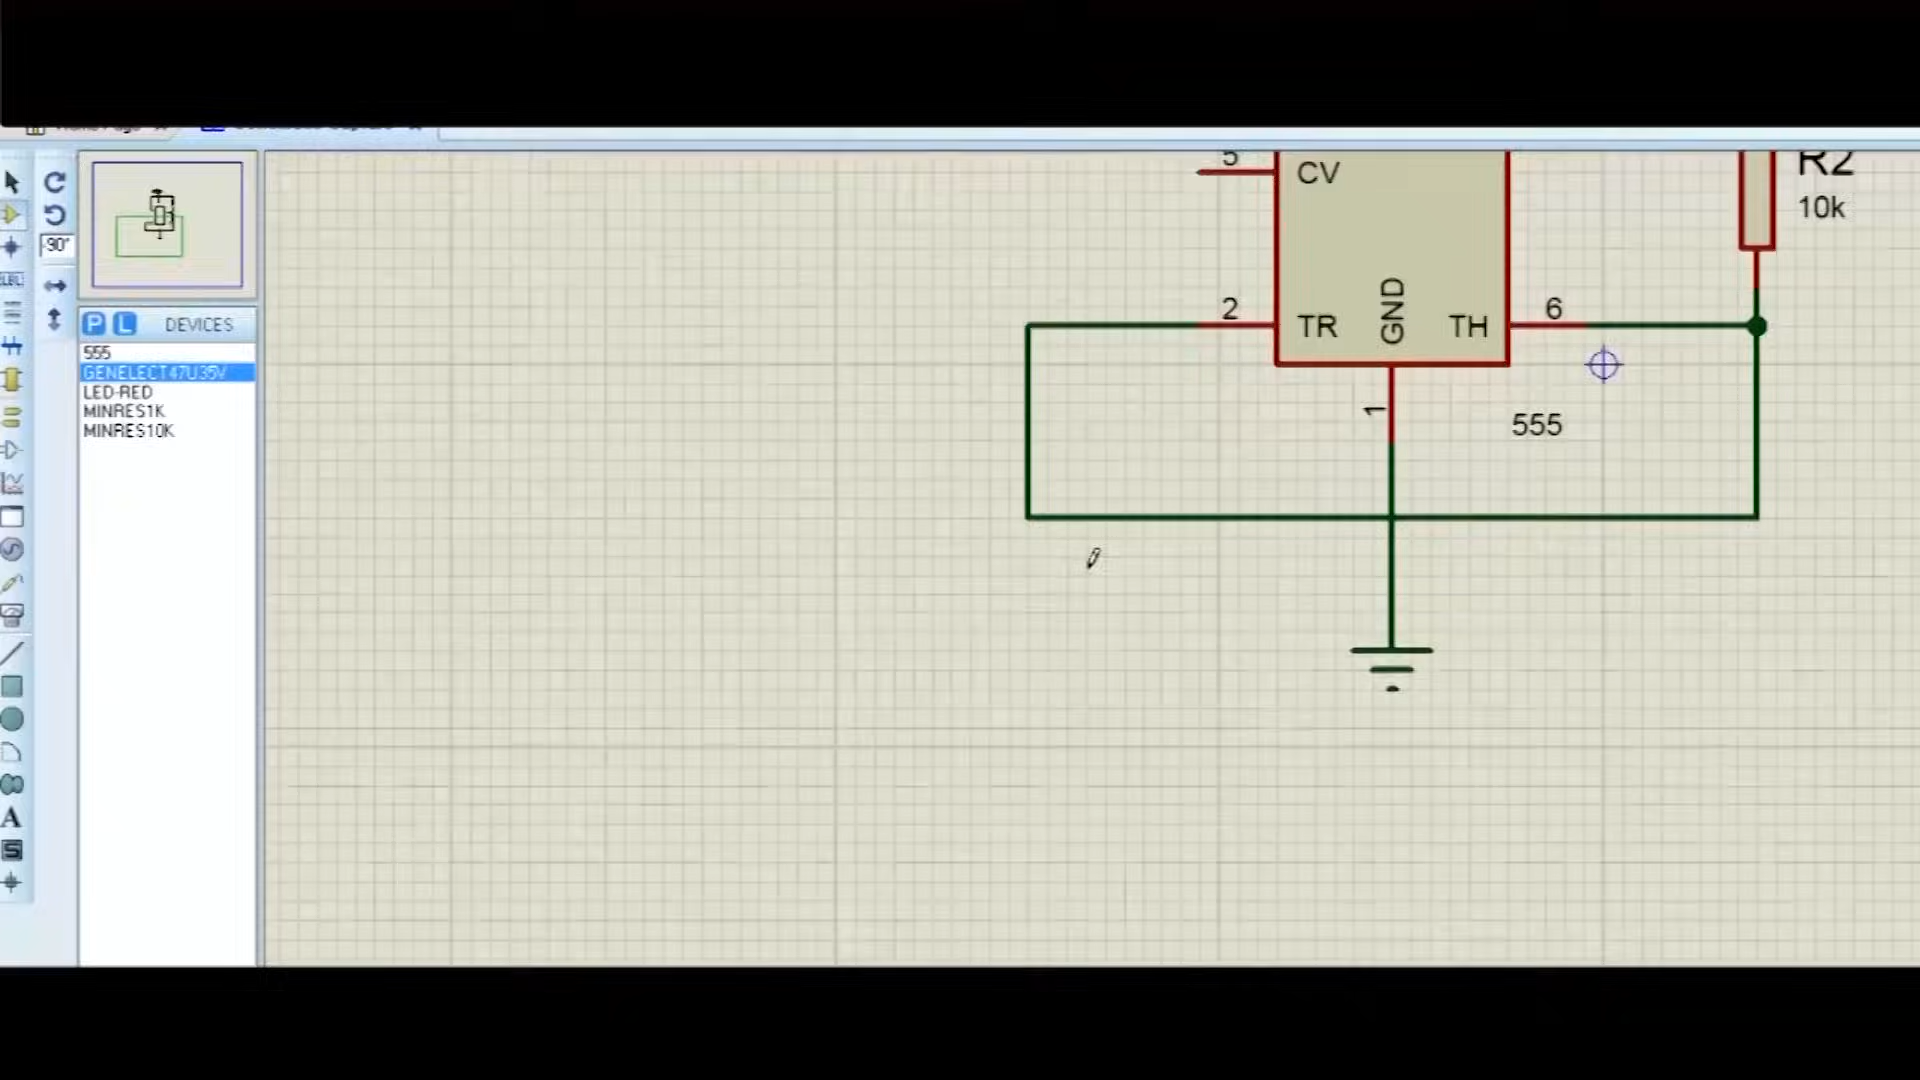 -90°
LBL
P L DEVICES
555
GENELECT47U35V
LED-RED
MINRES1K
MINRES10K
A
S
5
CV
R2
10k
2
TR
GND
TH
6
1
555